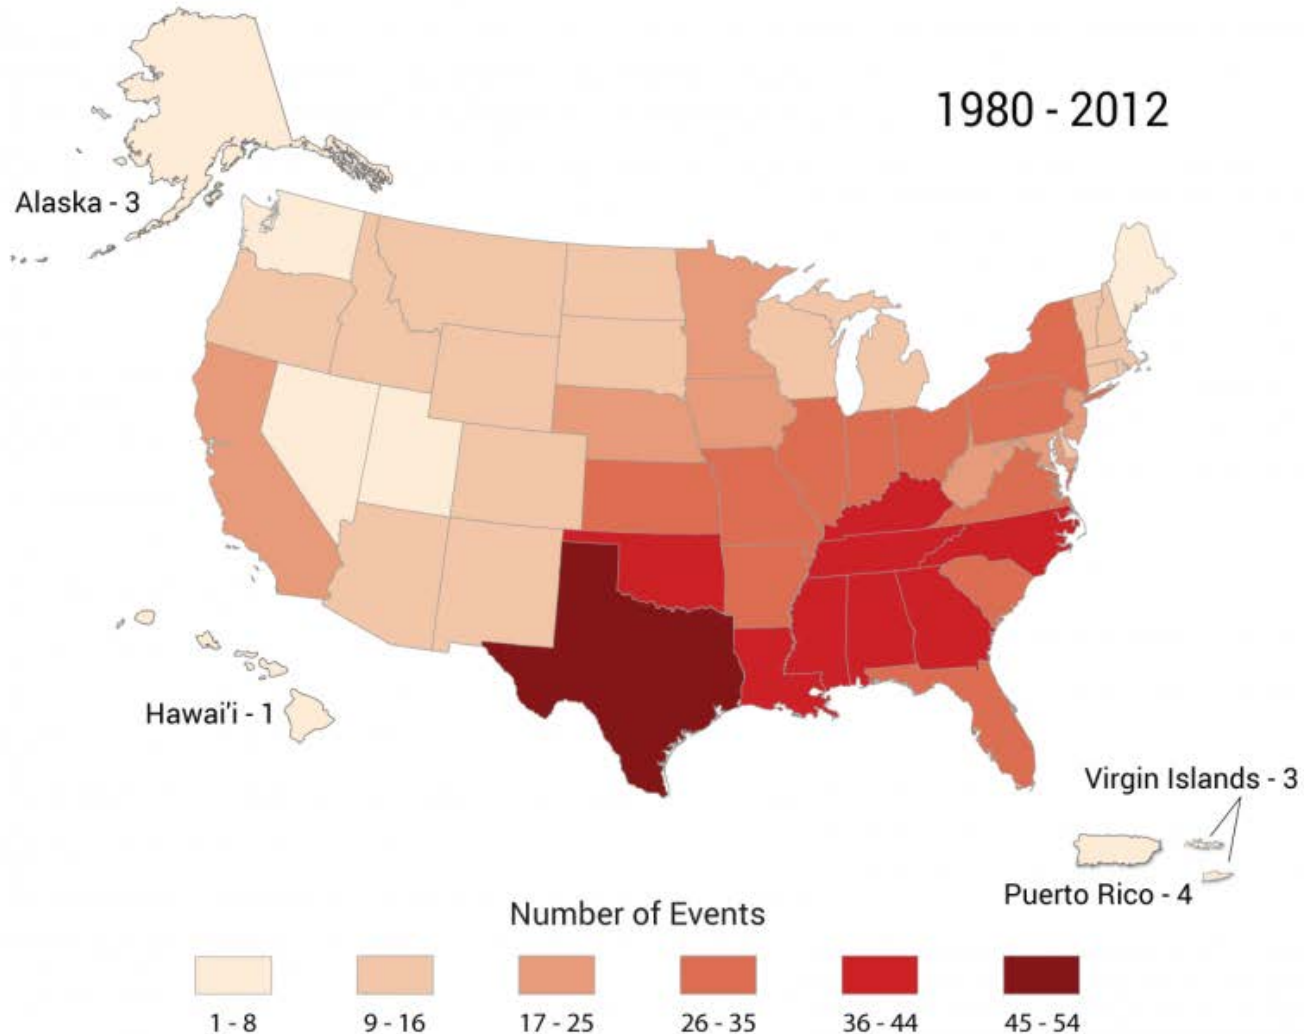 1980 - 2012
Alaska - 3
Hawai'i - 1
Virgin Islands - 3
Puerto Rico - 4
Number of Events
1 - 8
9 - 16
17 - 25
26 - 35
36 - 44
45 - 54